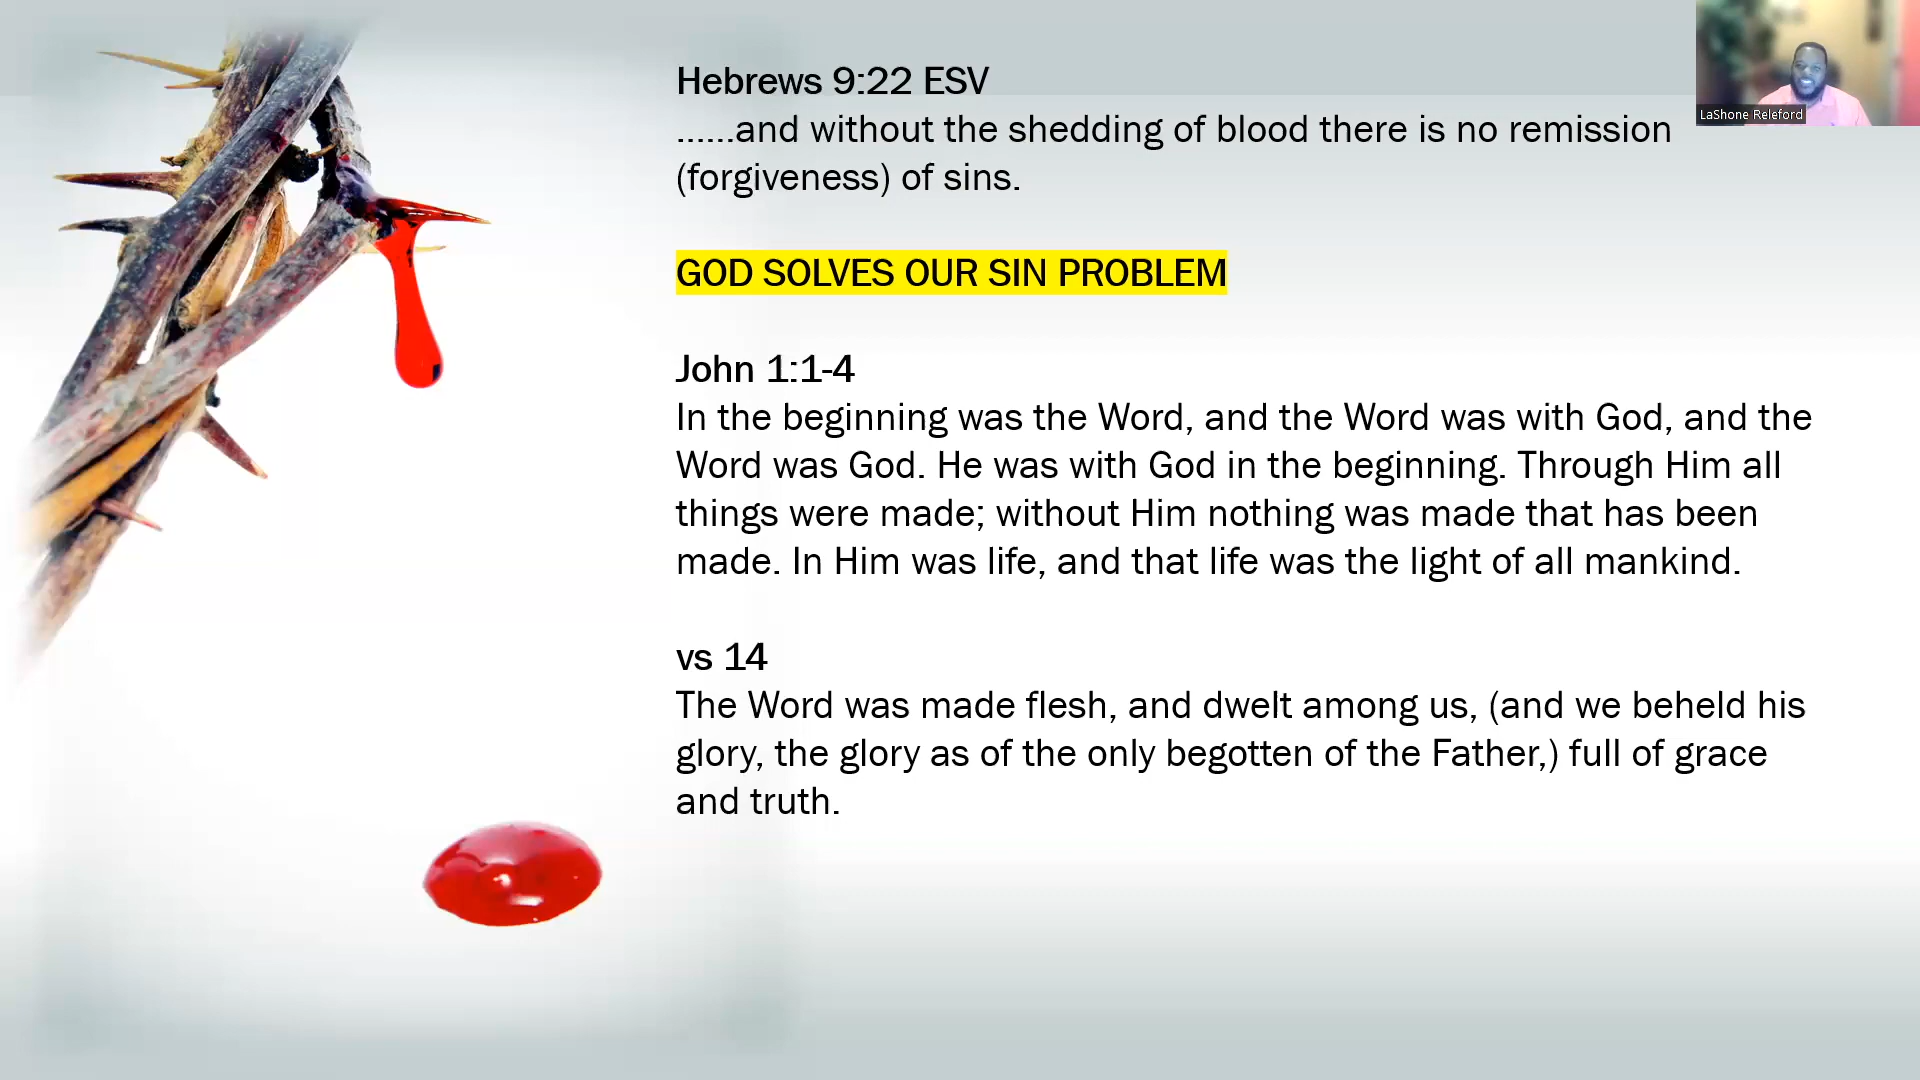 Hebrews 9:22 ESV
......and without the shedding of blood there is no remission
(forgiveness) of sins.
GOD SOLVES OUR SIN PROBLEM
John 1:1-4
In the beginning was the Word, and the Word was with God, and the
Word was God. He was with God in the beginning. Through Him all
things were made; without Him nothing was made that has been
made. In Him was life, and that life was the light of all mankind.
vs 14
The Word was made flesh, and dwelt among us, (and we beheld his
glory, the glory as of the only begotten of the Father,) full of grace
and truth.
LaShone Releford